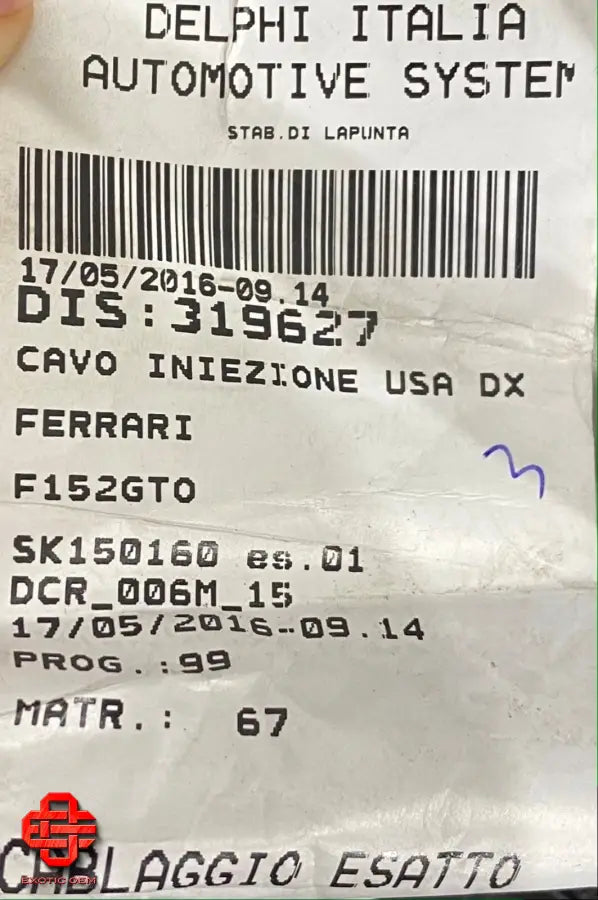 DELPHI ITALIA
AUTOMOTIVE SYSTEM
STAB.DI LAPUNTA
17/05/2016-09.14
DIS:319627
CAVO INIEZIONE USA DX
FERRARI
F152GTO
SK150160 es.01
DCR_006M_15
17/05/2016-09.14
PROG.:99
MATR.: 67
CABLAGGIO ESATTO
EXOTIC OEM